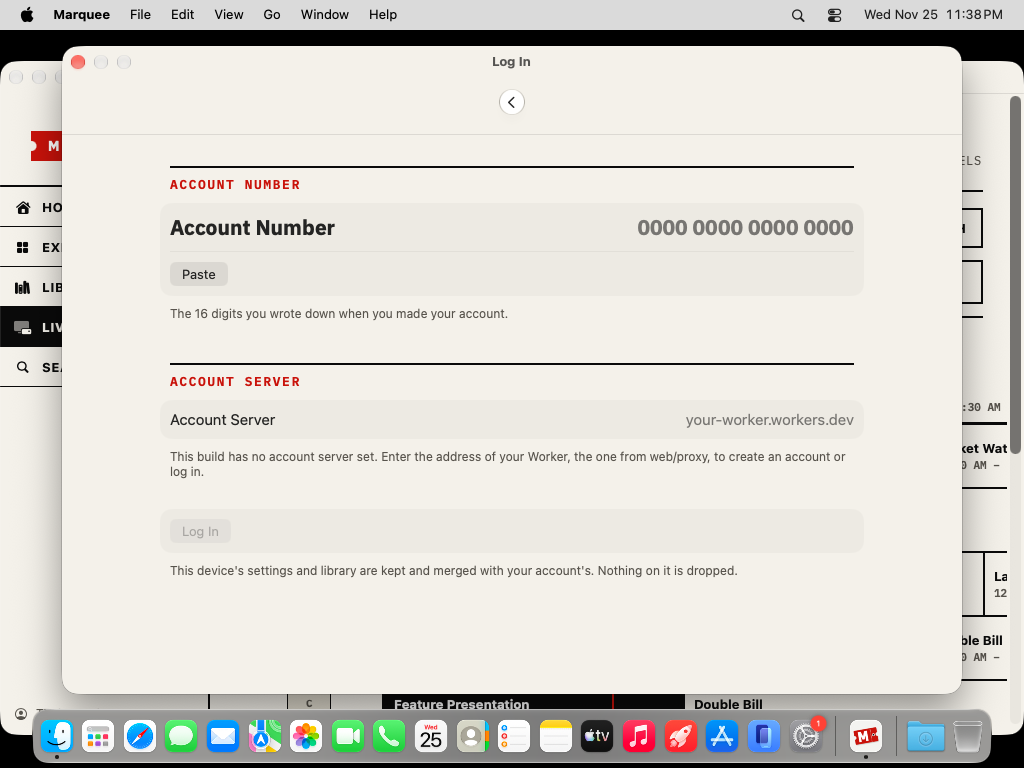 Marquee File Edit View Go Window Help Wed Nov 25 11:38 PM
Log In
M
ELS
HO
EX
LIB
LIV
SEA
ACCOUNT NUMBER
Account Number 0000 0000 0000 0000
Paste
The 16 digits you wrote down when you made your account.
ACCOUNT SERVER
Account Server your-worker.workers.dev
This build has no account server set. Enter the address of your Worker, the one from web/proxy, to create an account or
log in.
Log In
This device's settings and library are kept and merged with your account's. Nothing on it is dropped.
:30 AM
ket Wat
0 AM –
La
12
ble Bill
0 AM –
C
Feature Presentation
Double Bill
Wed
25
tv
1
M